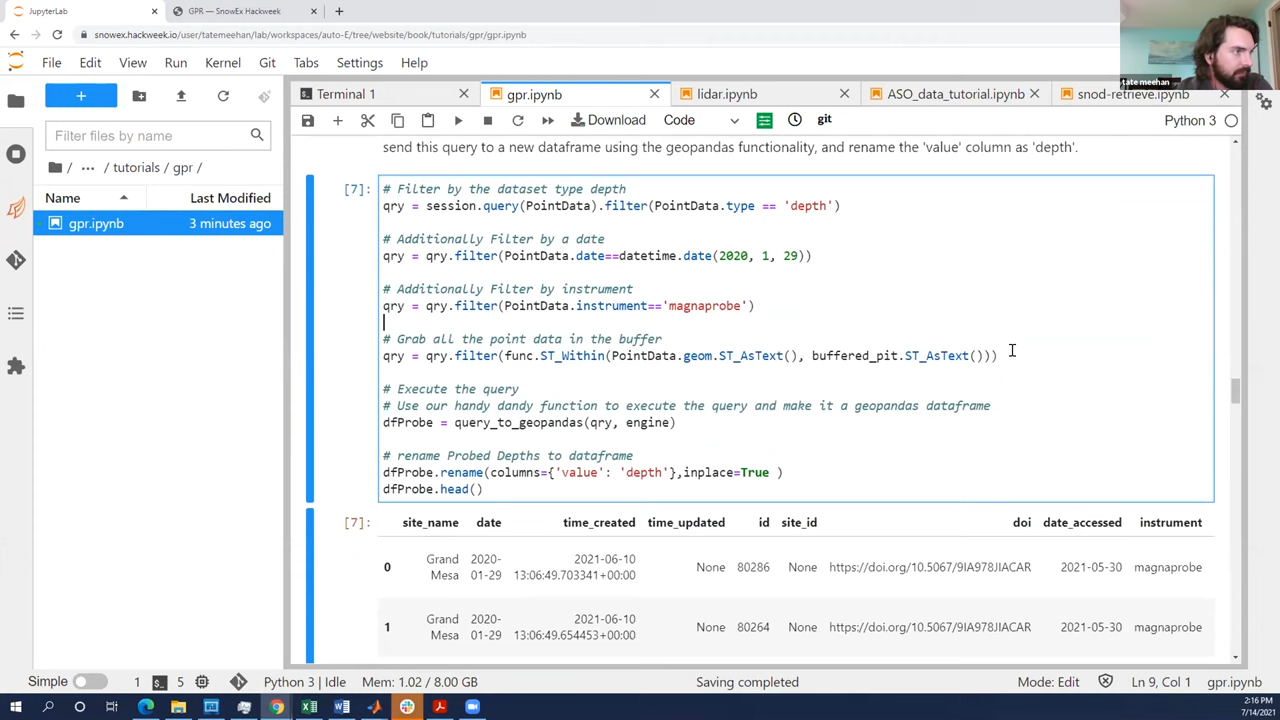 JupyterLab
GPR — SnowEx Hackweek
snowex.hackweek.io/user/tatemeehan/lab/workspaces/auto-E/tree/website/book/tutorials/gpr/gpr.ipynb
tate meehan
File Edit View Run Kernel Git Tabs Settings Help
Terminal 1
gpr.ipynb
lidar.ipynb
ASO_data_tutorial.ipynb
snod-retrieve.ipynb
Download
Code
git
Python 3
Filter files by name
/ ··· / tutorials / gpr /
Name Last Modified
gpr.ipynb 3 minutes ago
send this query to a new dataframe using the geopandas functionality, and rename the 'value' column as 'depth'.
[7]:
# Filter by the dataset type depth
qry = session.query(PointData).filter(PointData.type == 'depth')
# Additionally Filter by a date
qry = qry.filter(PointData.date==datetime.date(2020, 1, 29))
# Additionally Filter by instrument
qry = qry.filter(PointData.instrument=='magnaprobe')
# Grab all the point data in the buffer
qry = qry.filter(func.ST_Within(PointData.geom.ST_AsText(), buffered_pit.ST_AsText()))
# Execute the query
# Use our handy dandy function to execute the query and make it a geopandas dataframe
dfProbe = query_to_geopandas(qry, engine)
# rename Probed Depths to dataframe
dfProbe.rename(columns={'value': 'depth'},inplace=True )
dfProbe.head()
[7]:
site_name date time_created time_updated id site_id doi date_accessed instrument
0 Grand Mesa 2020-01-29 2021-06-10 13:06:49.703341+00:00 None 80286 None https://doi.org/10.5067/9IA978JIACAR 2021-05-30 magnaprobe
1 Grand Mesa 2020-01-29 2021-06-10 13:06:49.654453+00:00 None 80264 None https://doi.org/10.5067/9IA978JIACAR 2021-05-30 magnaprobe
Simple 1 5 Python 3 | Idle Mem: 1.02 / 8.00 GB Saving completed Mode: Edit Ln 9, Col 1 gpr.ipynb
2:16 PM
7/14/2021